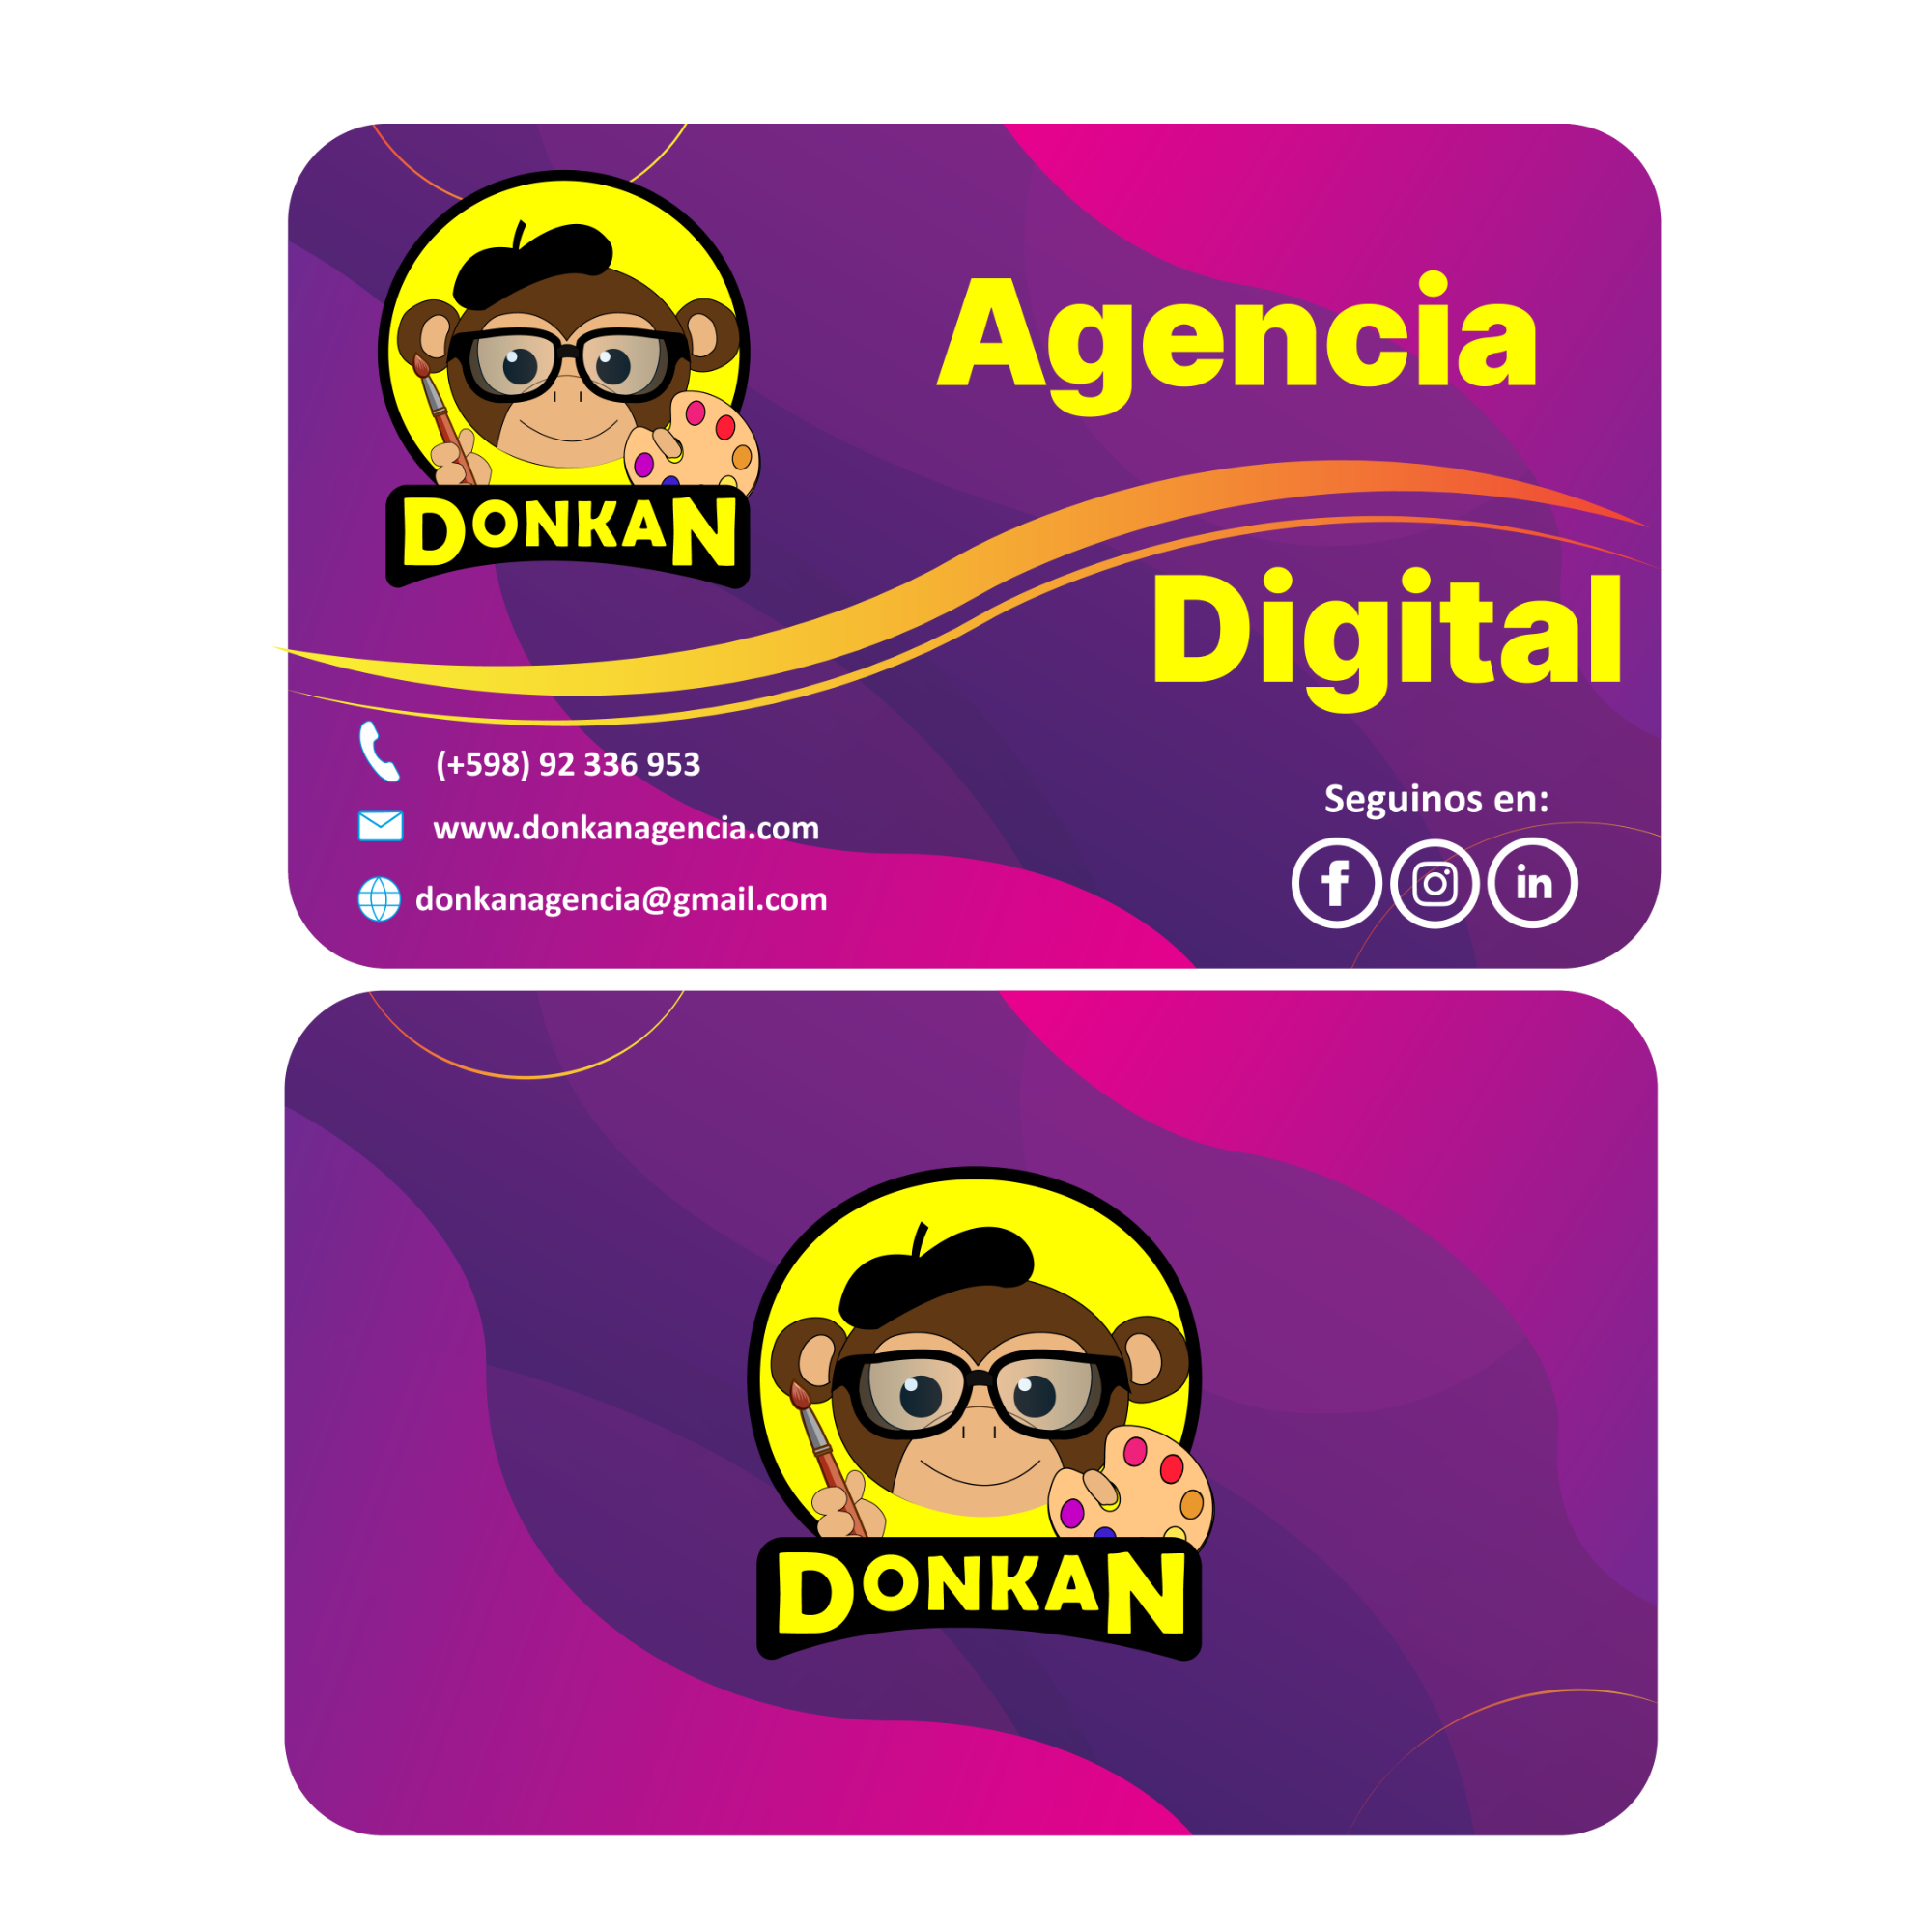 DONKAN
Agencia
Digital
(+598) 92 336 953
www.donkanagencia.com
donkanagencia@gmail.com
Seguinos en:
f
in
DONKAN